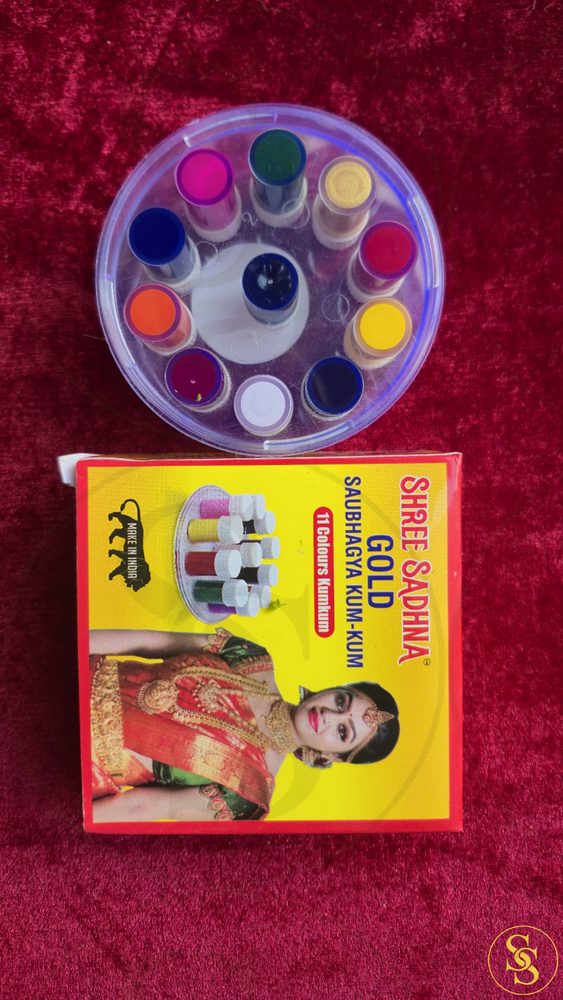 SHREE SADHNA
GOLD
SAUBHAGYA KUM-KUM
11 Colours Kumkum
MAKE IN INDIA
SS